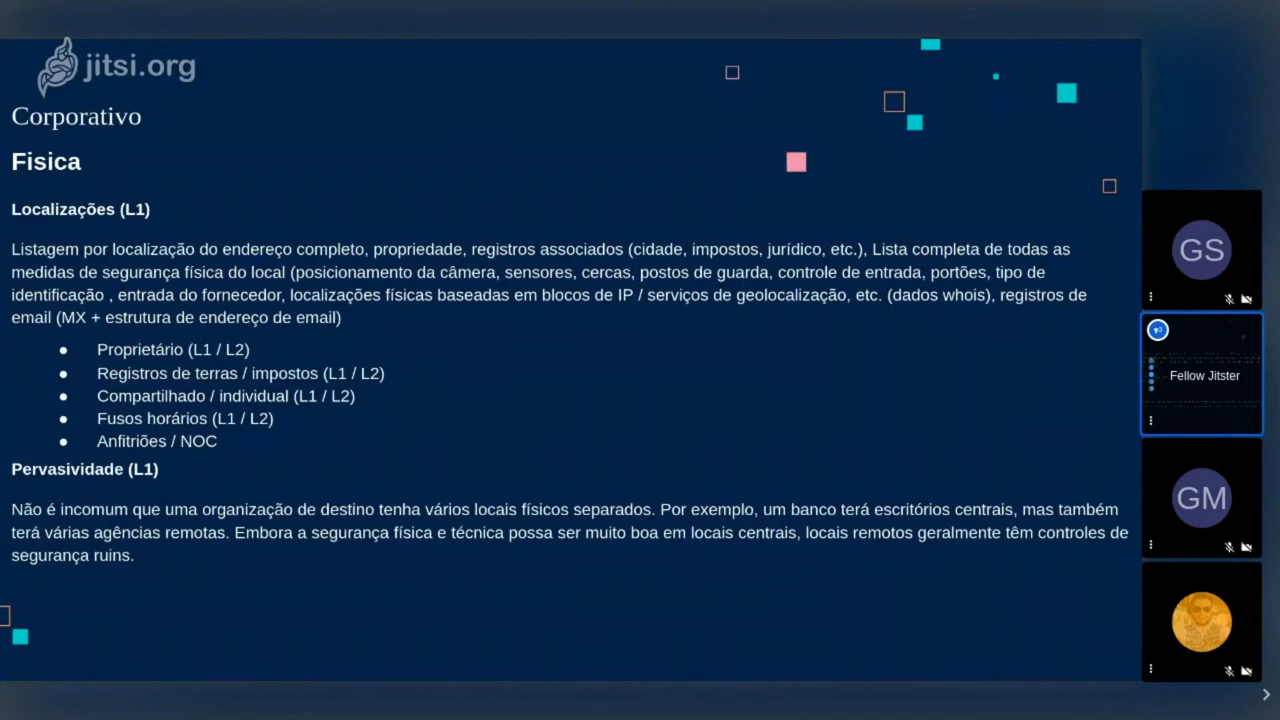 jitsi.org
Corporativo
Fisica
Localizações (L1)
Listagem por localização do endereço completo, propriedade, registros associados (cidade, impostos, jurídico, etc.), Lista completa de todas as
medidas de segurança física do local (posicionamento da câmera, sensores, cercas, postos de guarda, controle de entrada, portões, tipo de
identificação , entrada do fornecedor, localizações físicas baseadas em blocos de IP / serviços de geolocalização, etc. (dados whois), registros de
email (MX + estrutura de endereço de email)
● Proprietário (L1 / L2)
● Registros de terras / impostos (L1 / L2)
● Compartilhado / individual (L1 / L2)
● Fusos horários (L1 / L2)
● Anfitriões / NOC
Pervasividade (L1)
Não é incomum que uma organização de destino tenha vários locais físicos separados. Por exemplo, um banco terá escritórios centrais, mas também
terá várias agências remotas. Embora a segurança física e técnica possa ser muito boa em locais centrais, locais remotos geralmente têm controles de
segurança ruins.
GS
Fellow Jitster
GM